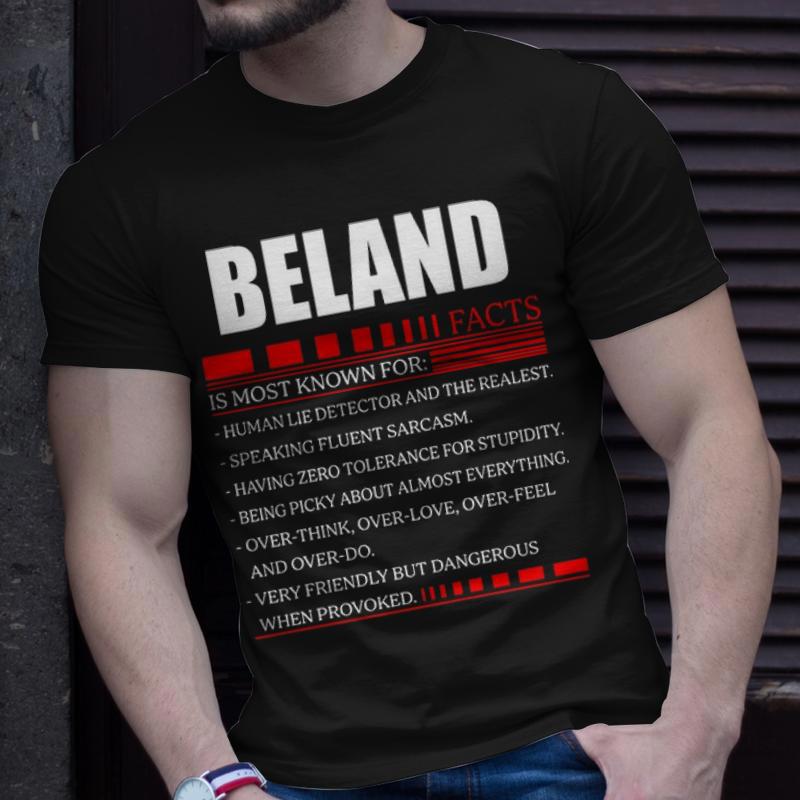 BELAND
FACTS
IS MOST KNOWN FOR:
- HUMAN LIE DETECTOR AND THE REALEST.
- SPEAKING FLUENT SARCASM.
- HAVING ZERO TOLERANCE FOR STUPIDITY.
- BEING PICKY ABOUT ALMOST EVERYTHING.
- OVER-THINK, OVER-LOVE, OVER-FEEL
AND OVER-DO.
- VERY FRIENDLY BUT DANGEROUS
WHEN PROVOKED.